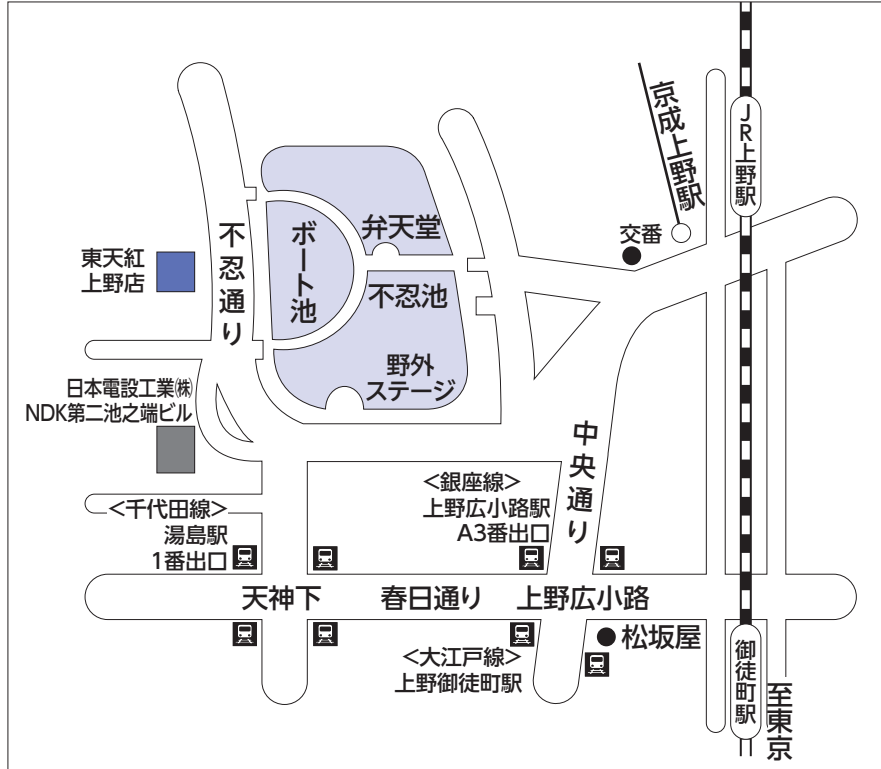 JR上野駅
京成上野駅
交番
弁天堂
ボート池
不忍通り
東天紅
上野店
不忍池
野外
ステージ
日本電設工業㈱
NDK第二池之端ビル
中央通り
<銀座線>
上野広小路駅
A3番出口
<千代田線>
湯島駅
1番出口
天神下
春日通り
上野広小路
松坂屋
<大江戸線>
上野御徒町駅
御徒町駅
至東京